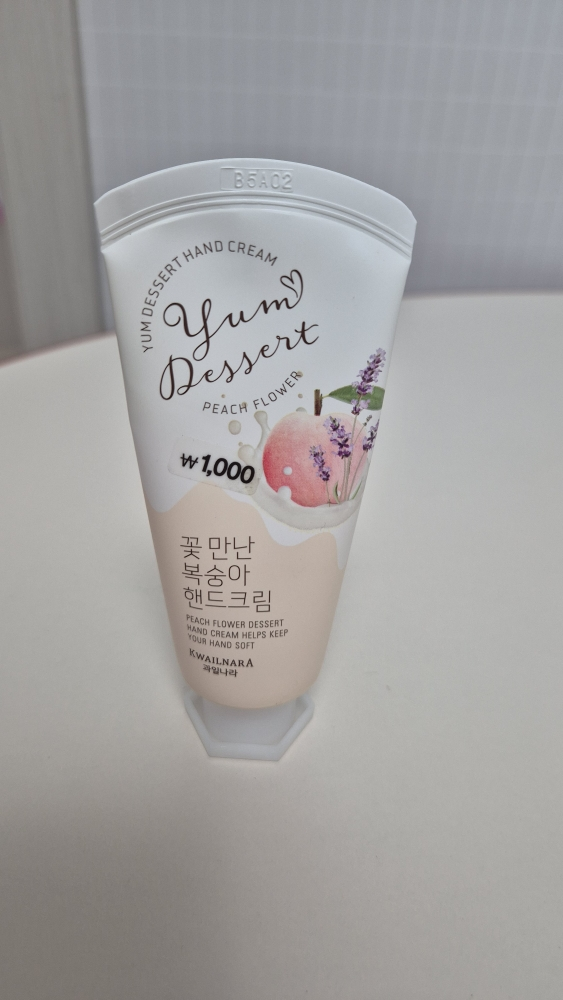 B5A02
YUM DESSERT HAND CREAM
Yum
Dessert
PEACH FLOWER
₩1,000
꽃 만난
복숭아
핸드크림
PEACH FLOWER DESSERT
HAND CREAM HELPS KEEP
YOUR HAND SOFT
KWAILNARA
과일나라